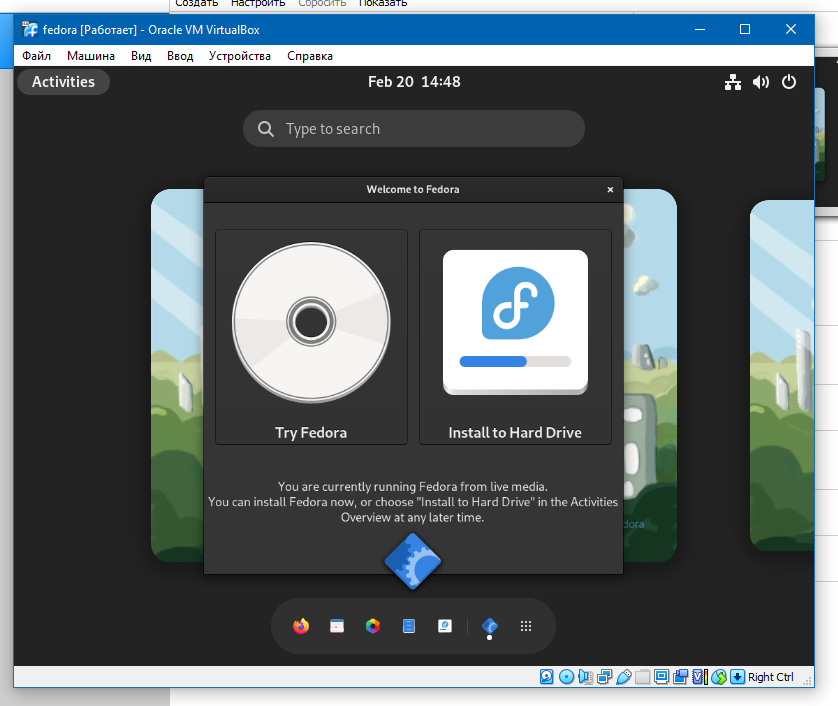 Создать Настроить Сбросить Показать
fedora [Работает] - Oracle VM VirtualBox
Файл Машина Вид Ввод Устройства Справка
Activities
Feb 20 14:48
Type to search
Welcome to Fedora
Try Fedora
Install to Hard Drive
You are currently running Fedora from live media.
You can install Fedora now, or choose "Install to Hard Drive" in the Activities
Overview at any later time.
dora
Right Ctrl